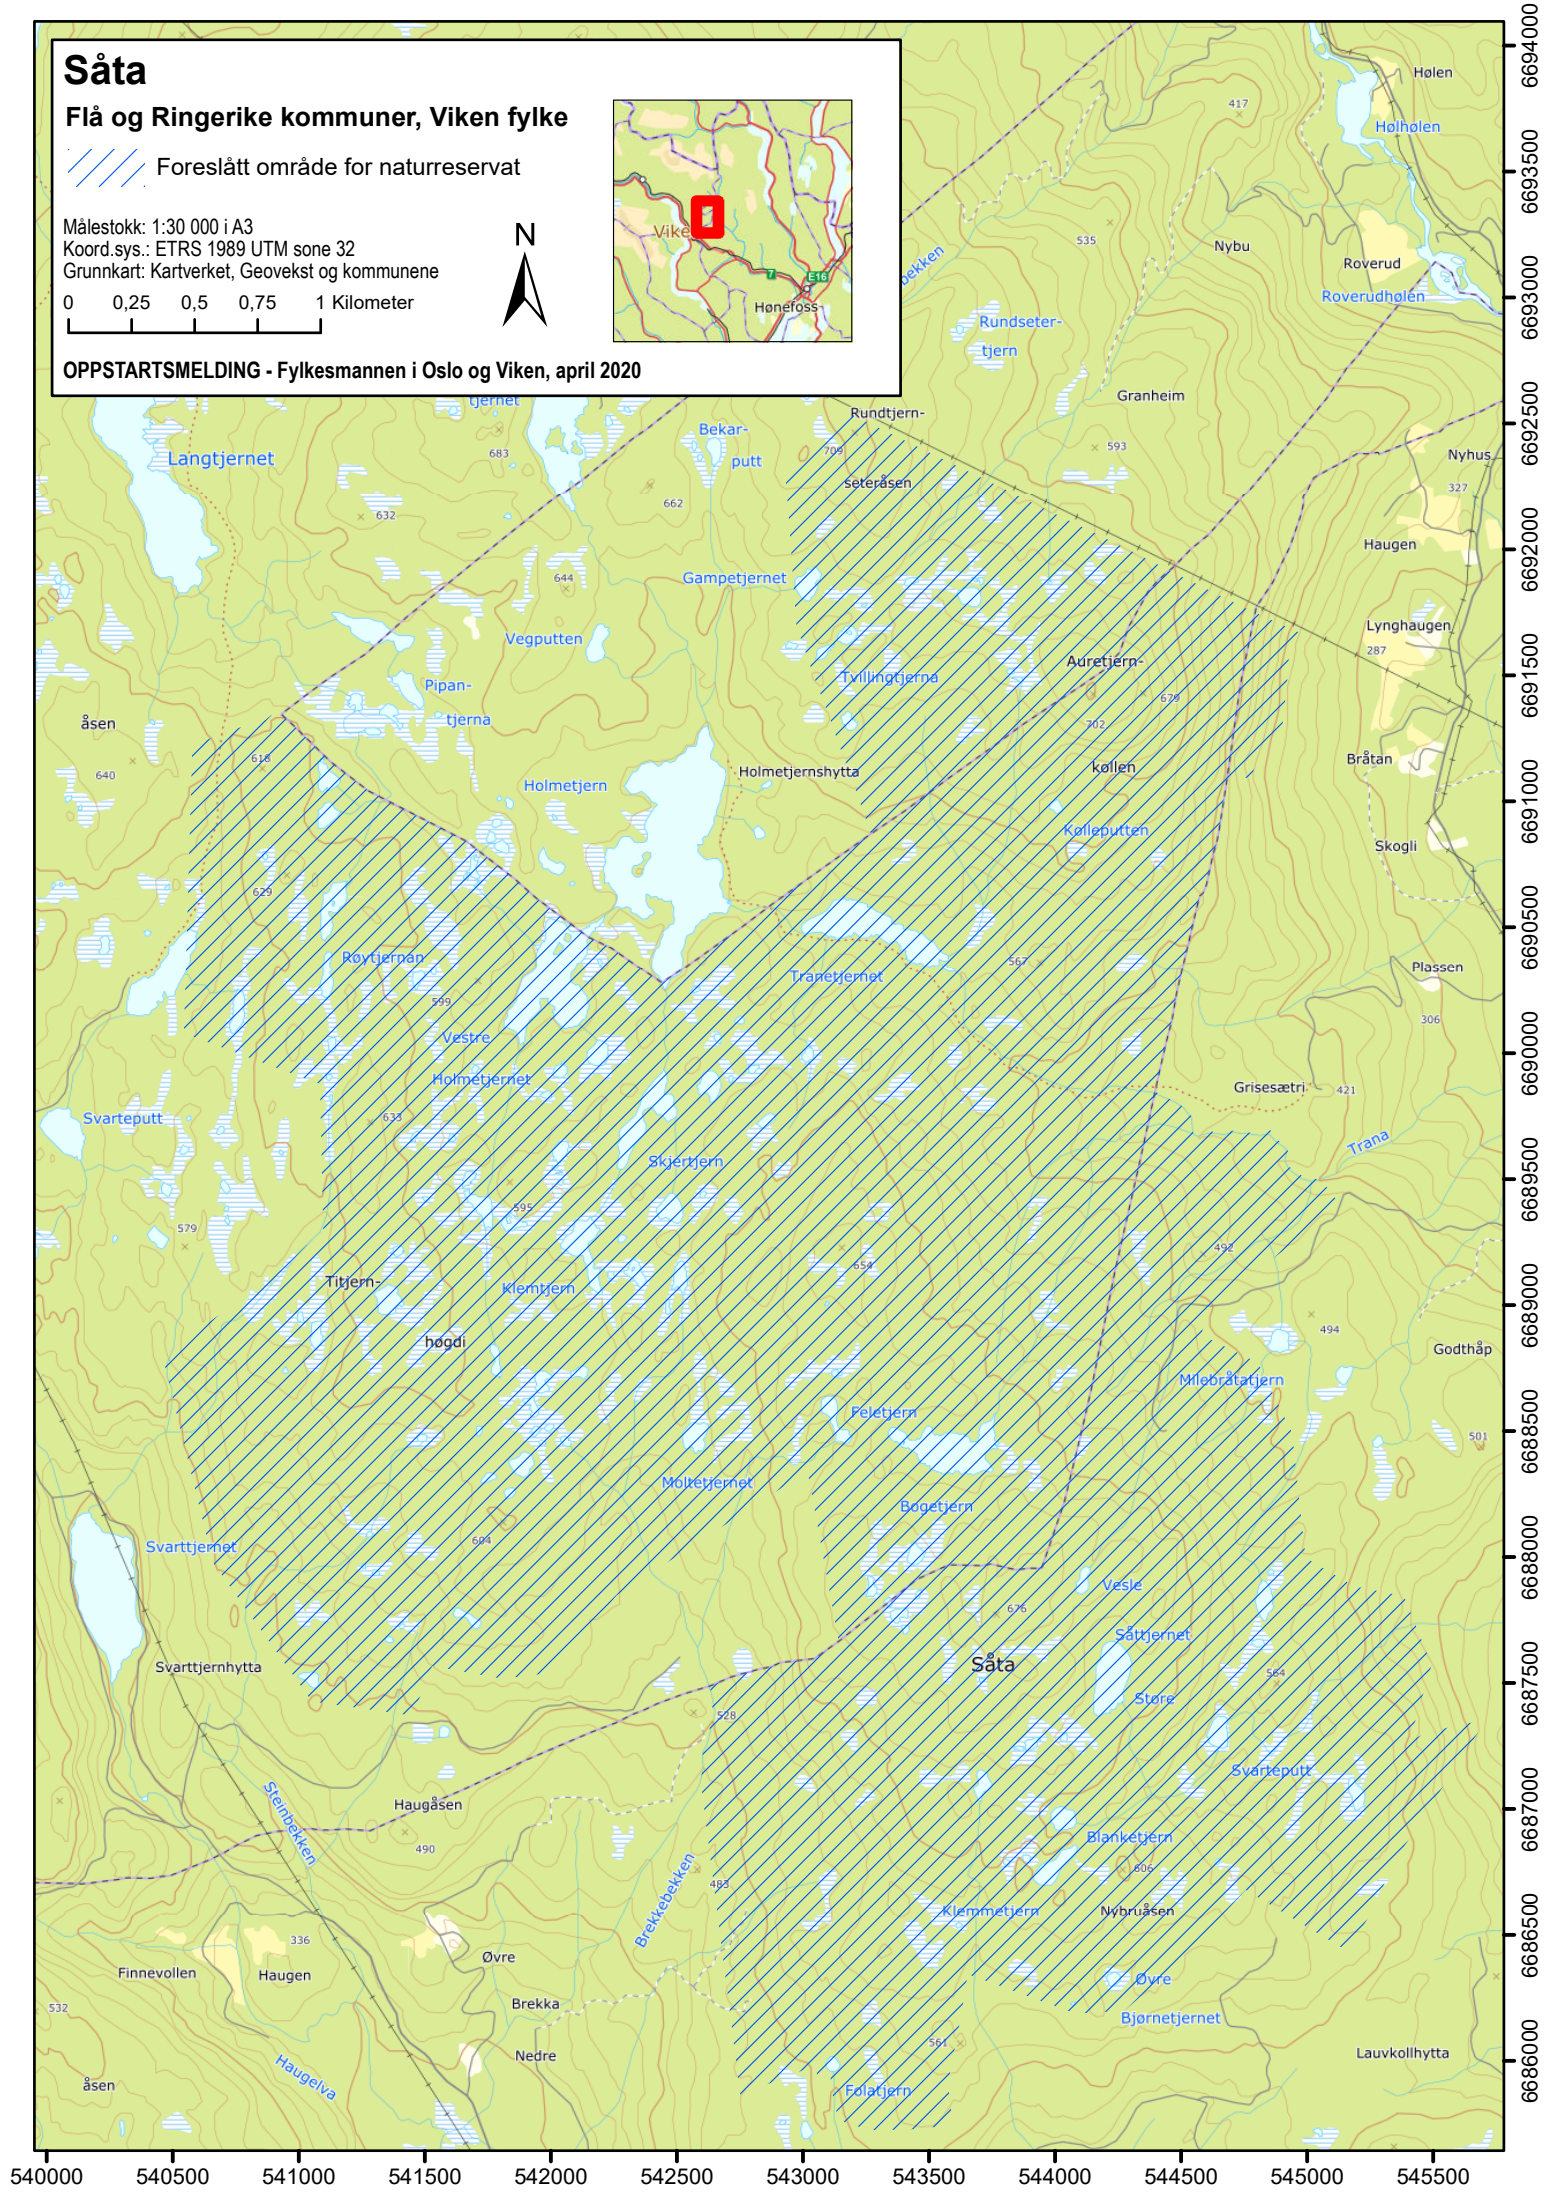 Såta
Flå og Ringerike kommuner, Viken fylke
Foreslått område for naturreservat
Målestokk: 1:30 000 i A3
Koord.sys.: ETRS 1989 UTM sone 32
Grunnkart: Kartverket, Geovekst og kommunene
0 0,25 0,5 0,75 1 Kilometer
N
Vike
7
E16
Hønefoss
OPPSTARTSMELDING - Fylkesmannen i Oslo og Viken, april 2020
Hølen
417
Hølhølen
535
Nybu
Roverud
bekken
Roverudhølen
Rundseter-
tjern
Granheim
tjernet
Rundtjern-
Bekar-
593
Langtjernet
683
putt
709
Nyhus
seteråsen
327
662
632
Haugen
644
Gampetjernet
Lynghaugen
Vegputten
287
Auretjern-
Tvillingtjerna
Pipan-
679
tjerna
åsen
702
618
Bråtan
640
Holmetjernshytta
kollen
Holmetjern
Kolleputten
Skogli
629
Røytjernan
567
Plassen
Tranetjernet
599
306
Vestre
Holmetjernet
Grisesætri
421
Svarteputt
633
Trana
Skjertjern
595
579
492
654
Titjern-
Klemtjern
494
høgdi
Godthåp
Milebråtatjern
Feletjern
501
Moltetjernet
Bogetjern
604
Svarttjernet
Vesle
676
Såttjernet
Svarttjernhytta
Såta
564
Store
528
Svarteputt
Steinbekken
Haugåsen
Blanketjern
490
606
483
Brekkebekken
Klemmetjern
Nybruåsen
336
Øvre
Finnevollen
Haugen
Øvre
532
Brekka
Bjørnetjernet
561
Nedre
Lauvkollhytta
Haugelva
åsen
Folatjern
6694000
6693500
6693000
6692500
6692000
6691500
6691000
6690500
6690000
6689500
6689000
6688500
6688000
6687500
6687000
6686500
6686000
540000 540500 541000 541500 542000 542500 543000 543500 544000 544500 545000 545500